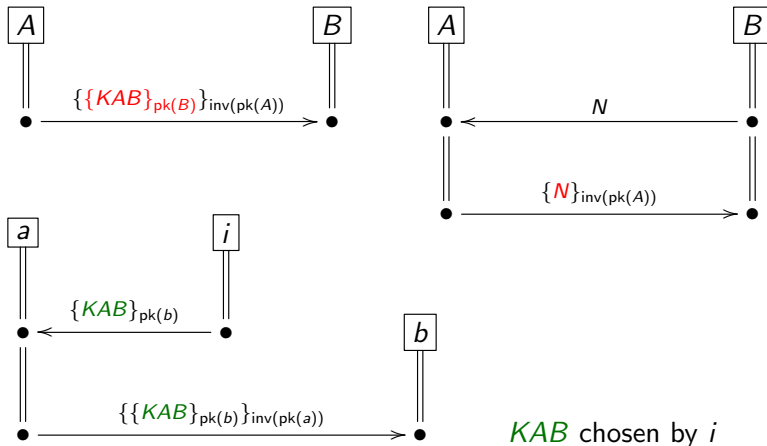 A B A B
{{KAB}pk(B)}inv(pk(A))
N
{N}inv(pk(A))
a i
{KAB}pk(b)
b
{{KAB}pk(b)}inv(pk(a))
KAB chosen by i